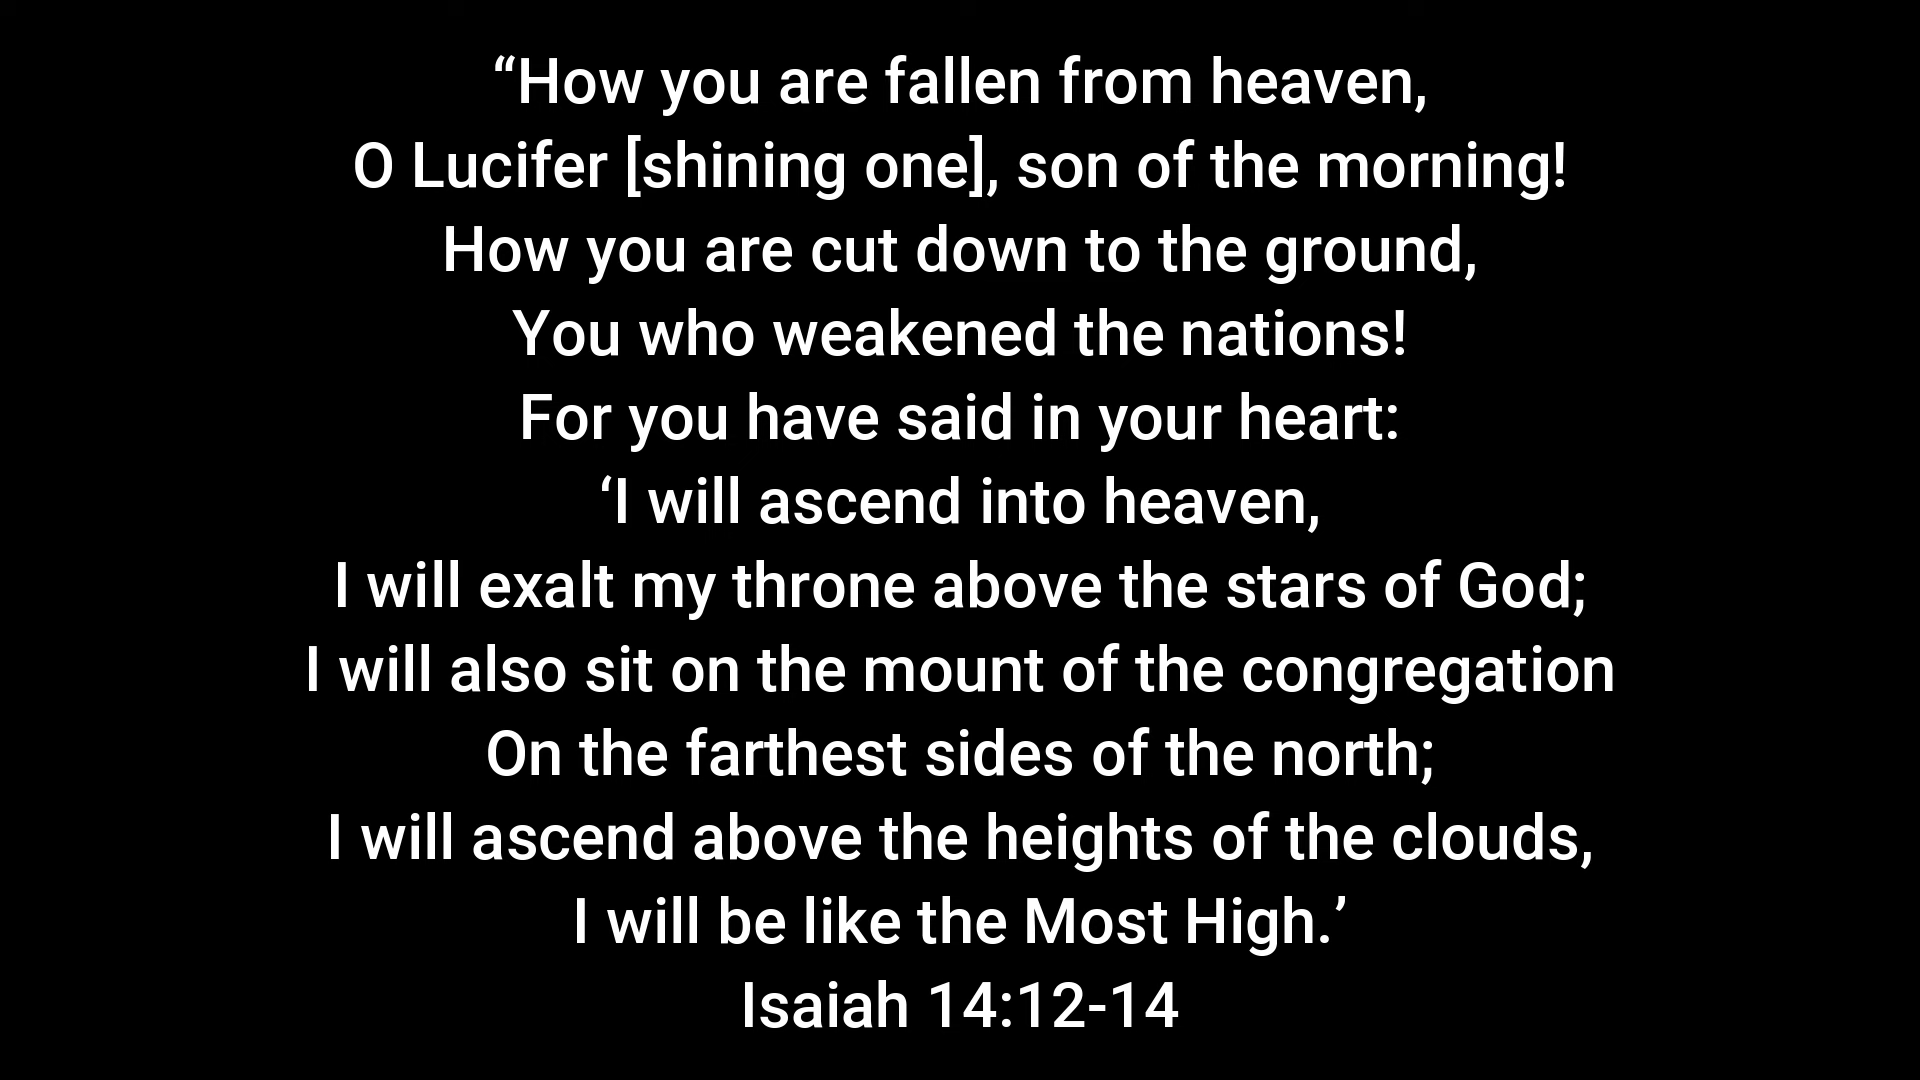 “How you are fallen from heaven,
O Lucifer [shining one], son of the morning!
How you are cut down to the ground,
You who weakened the nations!
For you have said in your heart:
‘I will ascend into heaven,
I will exalt my throne above the stars of God;
I will also sit on the mount of the congregation
On the farthest sides of the north;
I will ascend above the heights of the clouds,
I will be like the Most High.’
Isaiah 14:12-14